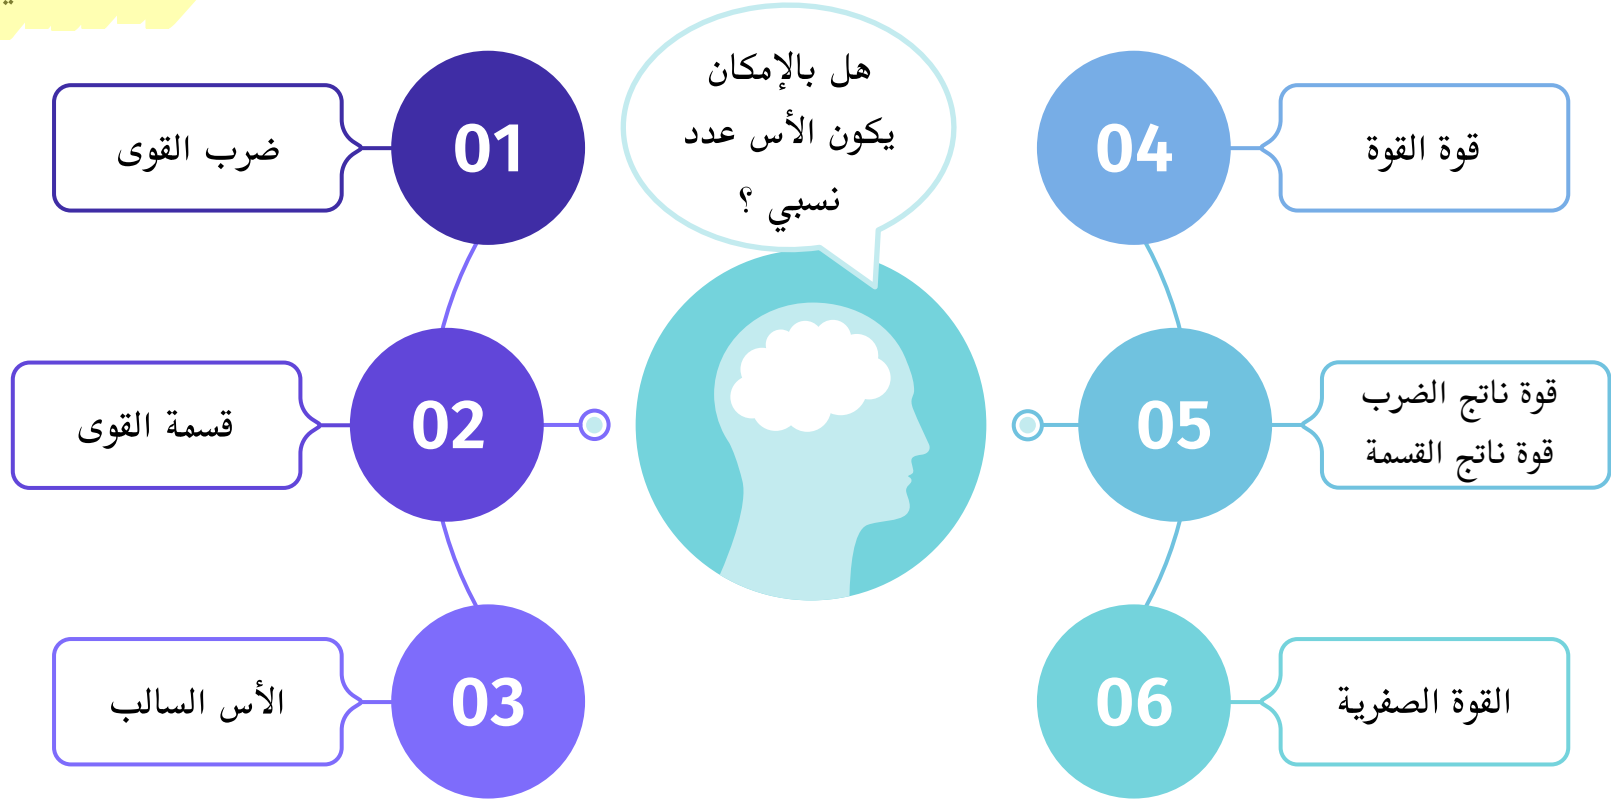 هل بالإمكان
يكون الأس عدد
نسبي ؟
01
ضرب القوى
02
قسمة القوى
03
الأس السالب
04
قوة القوة
05
قوة ناتج الضرب
قوة ناتج القسمة
06
القوة الصفرية